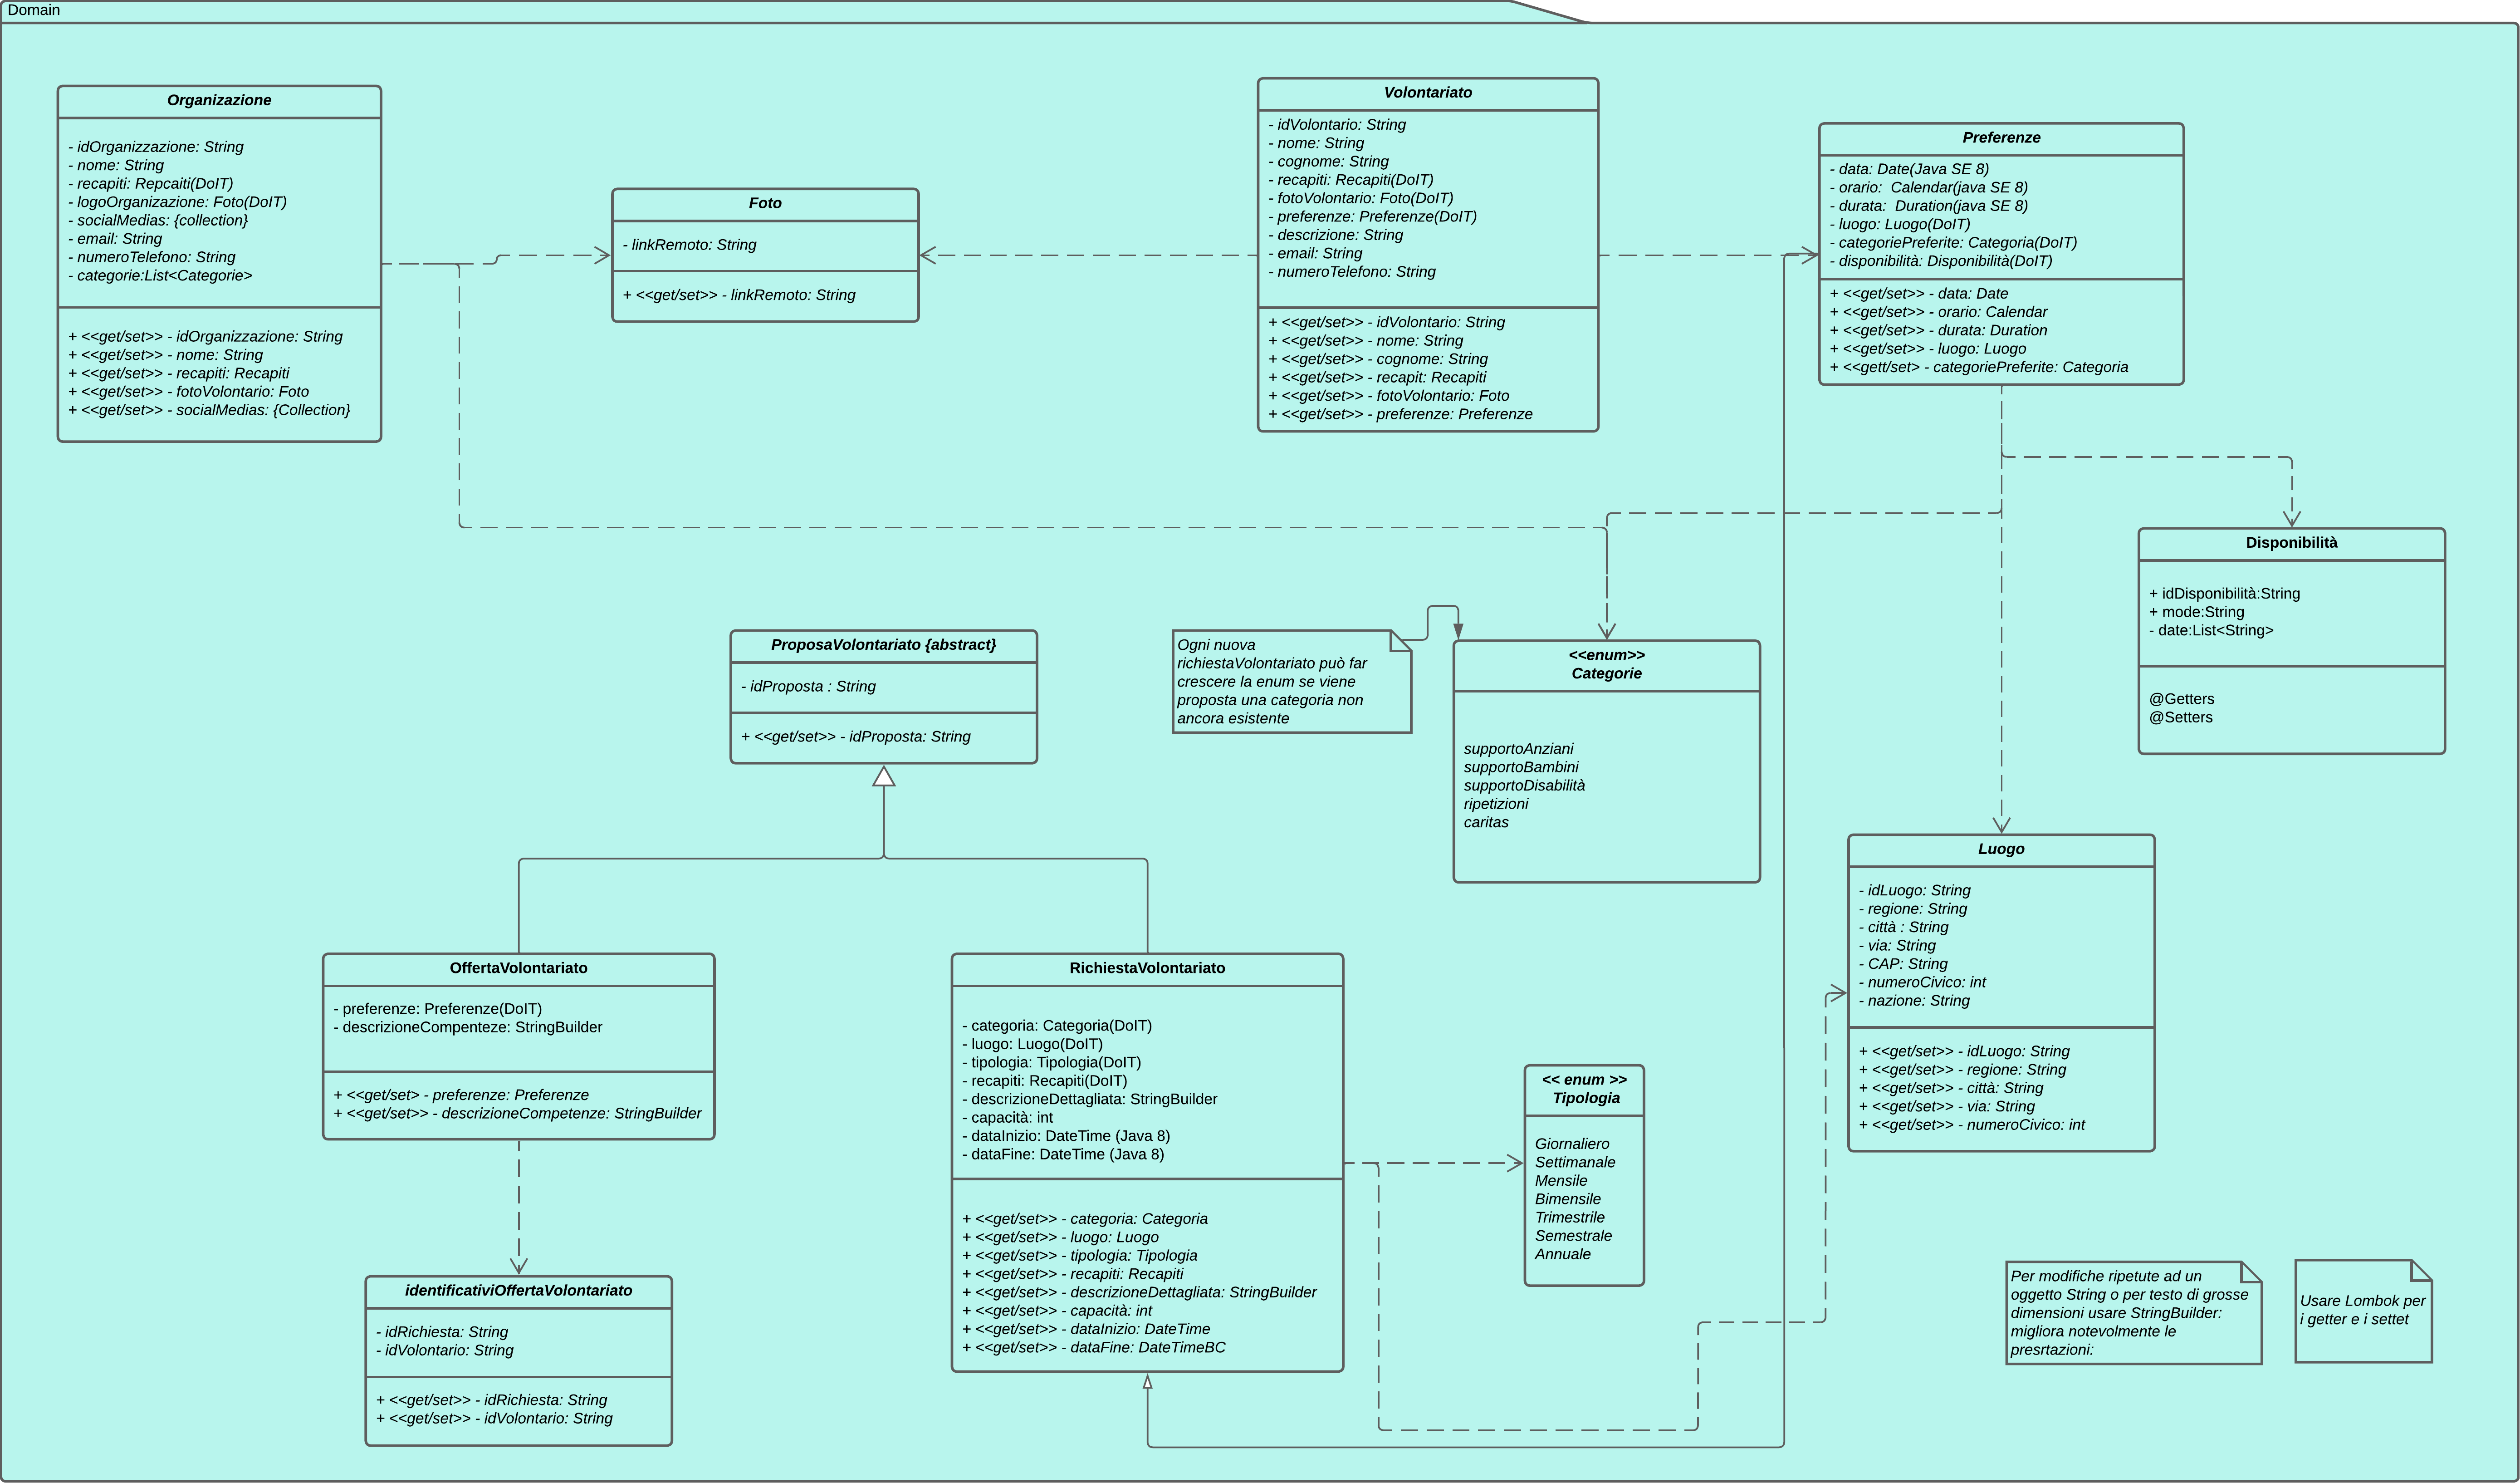 Domain
Organizazione
- idOrganizzazione: String
- nome: String
- recapiti: Repcaiti(DoIT)
- logoOrganizazione: Foto(DoIT)
- socialMedias: {collection}
- email: String
- numeroTelefono: String
- categorie:List<Categorie>
+ <<get/set>> - idOrganizzazione: String
+ <<get/set>> - nome: String
+ <<get/set>> - recapiti: Recapiti
+ <<get/set>> - fotoVolontario: Foto
+ <<get/set>> - socialMedias: {Collection}
Foto
- linkRemoto: String
+ <<get/set>> - linkRemoto: String
Volontariato
- idVolontario: String
- nome: String
- cognome: String
- recapiti: Recapiti(DoIT)
- fotoVolontario: Foto(DoIT)
- preferenze: Preferenze(DoIT)
- descrizione: String
- email: String
- numeroTelefono: String
+ <<get/set>> - idVolontario: String
+ <<get/set>> - nome: String
+ <<get/set>> - cognome: String
+ <<get/set>> - recapit: Recapiti
+ <<get/set>> - fotoVolontario: Foto
+ <<get/set>> - preferenze: Preferenze
Preferenze
- data: Date(Java SE 8)
- orario:  Calendar(java SE 8)
- durata:  Duration(java SE 8)
- luogo: Luogo(DoIT)
- categoriePreferite: Categoria(DoIT)
- disponibilità: Disponibilità(DoIT)
+ <<get/set>> - data: Date
+ <<get/set>> - orario: Calendar
+ <<get/set>> - durata: Duration
+ <<get/set>> - luogo: Luogo
+ <<gett/set> - categoriePreferite: Categoria
Disponibilità
+ idDisponibilità:String
+ mode:String
- date:List<String>
@Getters
@Setters
ProposaVolontariato {abstract}
- idProposta : String
+ <<get/set>> - idProposta: String
Ogni nuova
richiestaVolontariato può far
crescere la enum se viene
proposta una categoria non
ancora esistente
<<enum>>
Categorie
supportoAnziani
supportoBambini
supportoDisabilità
ripetizioni
caritas
Luogo
- idLuogo: String
- regione: String
- città : String
- via: String
- CAP: String
- numeroCivico: int
- nazione: String
+ <<get/set>> - idLuogo: String
+ <<get/set>> - regione: String
+ <<get/set>> - città: String
+ <<get/set>> - via: String
+ <<get/set>> - numeroCivico: int
OffertaVolontariato
- preferenze: Preferenze(DoIT)
- descrizioneCompenteze: StringBuilder
+ <<get/set> - preferenze: Preferenze
+ <<get/set>> - descrizioneCompetenze: StringBuilder
RichiestaVolontariato
- categoria: Categoria(DoIT)
- luogo: Luogo(DoIT)
- tipologia: Tipologia(DoIT)
- recapiti: Recapiti(DoIT)
- descrizioneDettagliata: StringBuilder
- capacità: int
- dataInizio: DateTime (Java 8)
- dataFine: DateTime (Java 8)
+ <<get/set>> - categoria: Categoria
+ <<get/set>> - luogo: Luogo
+ <<get/set>> - tipologia: Tipologia
+ <<get/set>> - recapiti: Recapiti
+ <<get/set>> - descrizioneDettagliata: StringBuilder
+ <<get/set>> - capacità: int
+ <<get/set>> - dataInizio: DateTime
+ <<get/set>> - dataFine: DateTimeBC
<< enum >>
Tipologia
Giornaliero
Settimanale
Mensile
Bimensile
Trimestrile
Semestrale
Annuale
identificativiOffertaVolontariato
- idRichiesta: String
- idVolontario: String
+ <<get/set>> - idRichiesta: String
+ <<get/set>> - idVolontario: String
Per modifiche ripetute ad un
oggetto String o per testo di grosse
dimensioni usare StringBuilder:
migliora notevolmente le
presrtazioni:
Usare Lombok per
i getter e i settet